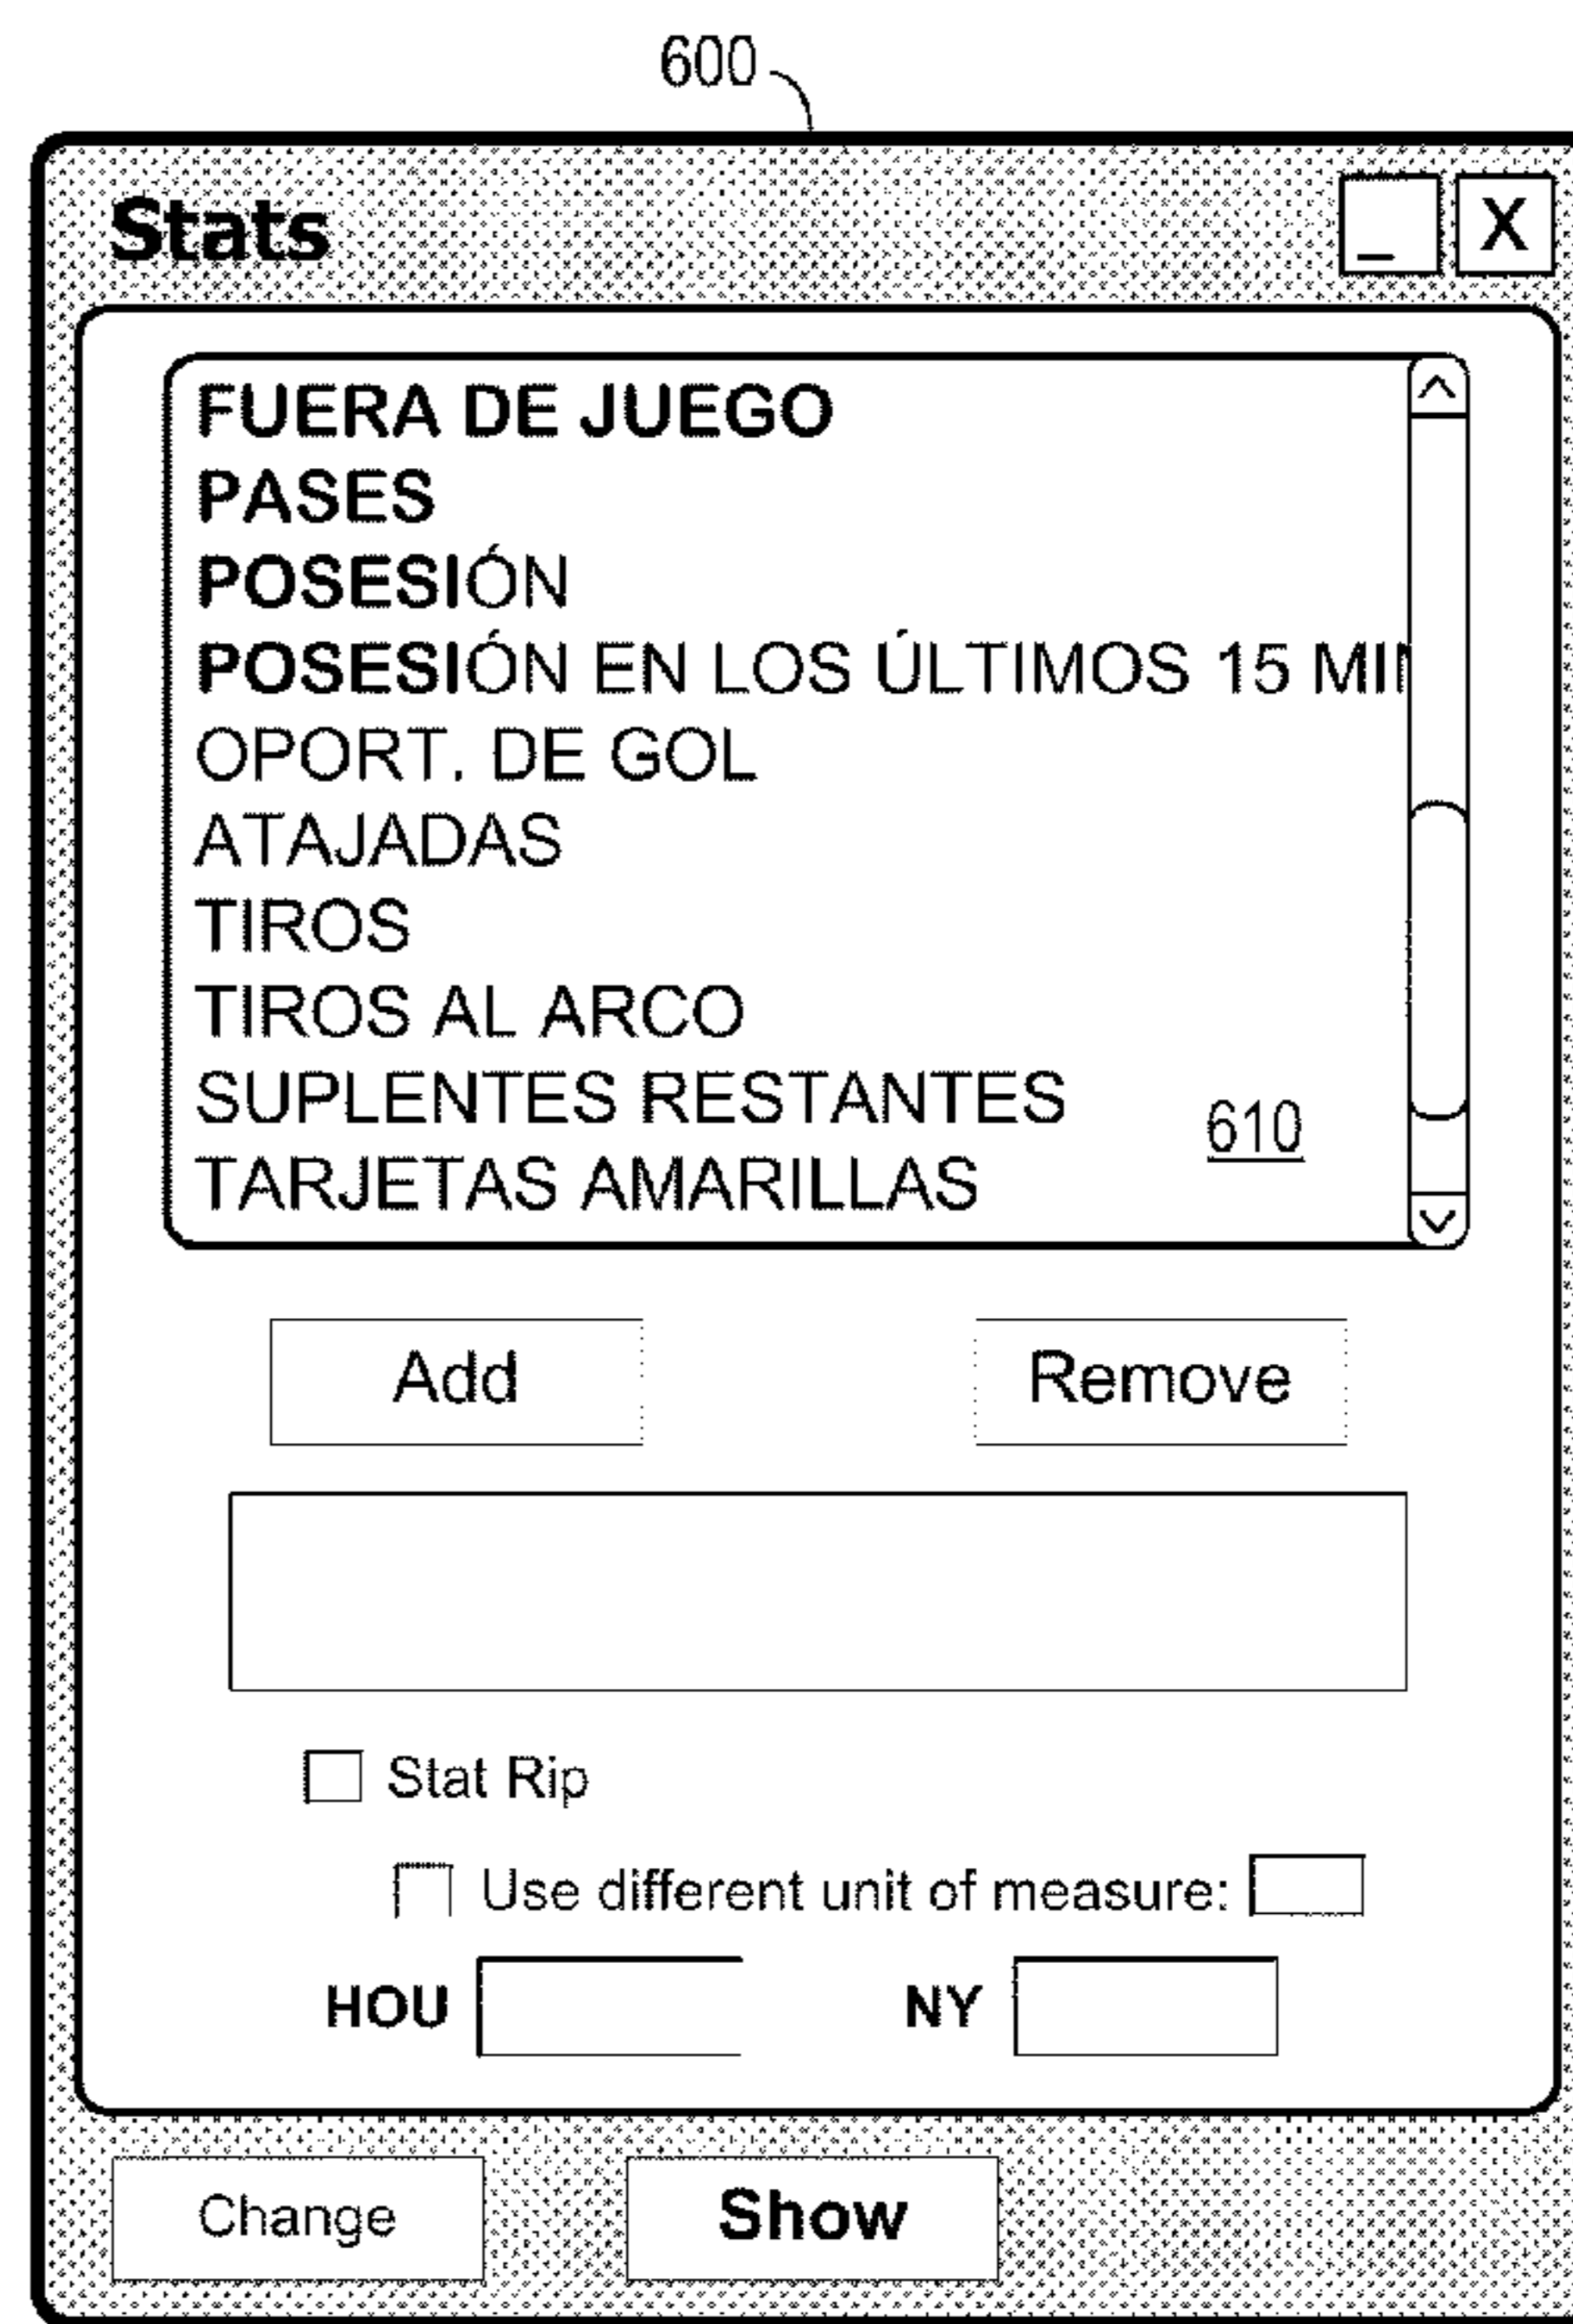 600
Stats
_ X
FUERA DE JUEGO
PASES
POSESIÓN
POSESIÓN EN LOS ÚLTIMOS 15 MIN
OPORT. DE GOL
ATAJADAS
TIROS
TIROS AL ARCO
SUPLENTES RESTANTES
610
TARJETAS AMARILLAS
Add Remove
Stat Rip
Use different unit of measure:
HOU NY
Change Show